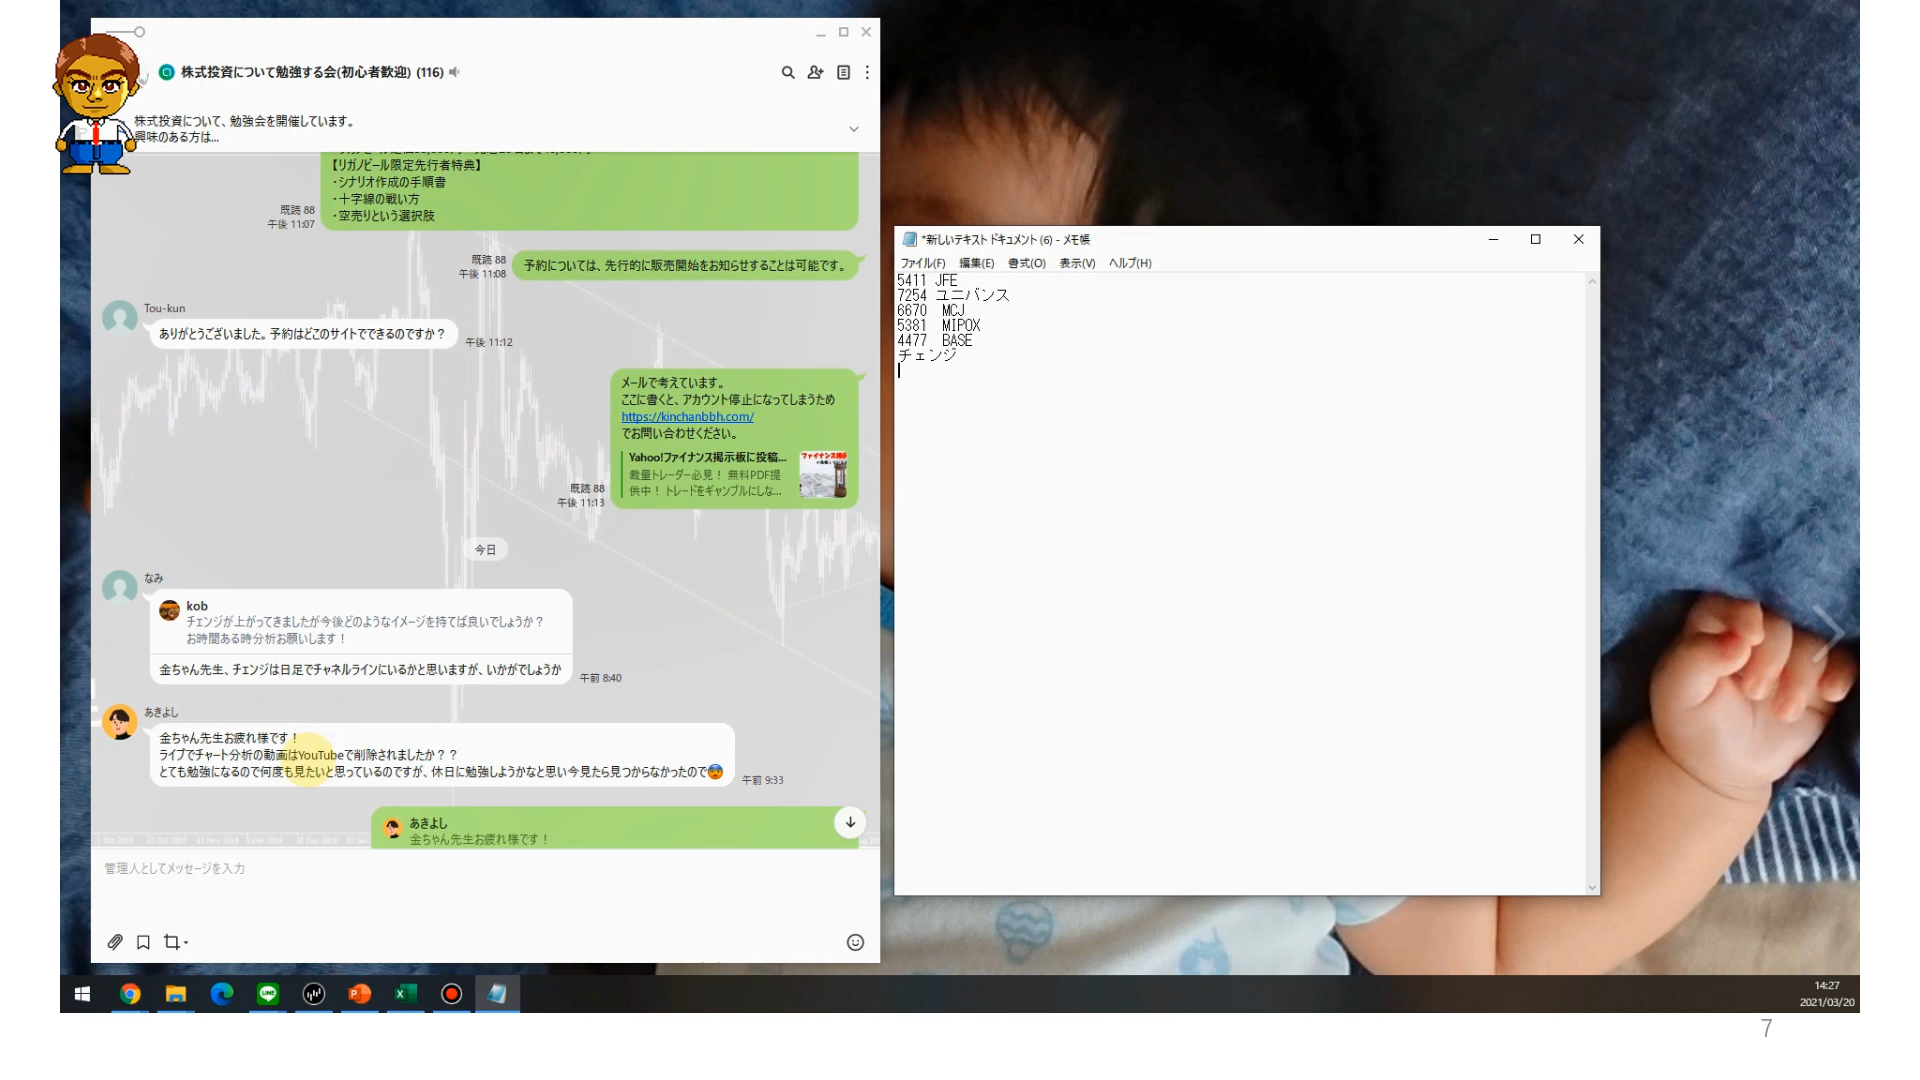 株式投資について勉強する会(初心者歓迎) (116)
株式投資について、勉強会を開催しています。
興味のある方は...
【リガノビール限定先行者特典】
・シナリオ作成の手順書
・十字線の戦い方
・空売りという選択肢
既読 88
午後 11:07
既読 88
午後 11:08
予約については、先行的に販売開始をお知らせすることは可能です。
Tou-kun
ありがとうございました。予約はどこのサイトでできるのですか？
午後 11:12
メールで考えています。
ここに書くと、アカウント停止になってしまうため
https://kinchanbbh.com/
でお問い合わせください。
Yahoo!ファイナンス掲示板に投稿...
裁量トレーダー必見！ 無料PDF提
供中！ トレードをギャンブルにしな...
既読 88
午後 11:13
今日
なみ
kob
チェンジが上がってきましたが今後どのようなイメージを持てば良いでしょうか？
お時間ある時分析お願いします！
金ちゃん先生、チェンジは日足でチャネルラインにいるかと思いますが、いかがでしょうか
午前 8:40
あきよし
金ちゃん先生お疲れ様です！
ライブでチャート分析の動画はYouTubeで削除されましたか？？
とても勉強になるので何度も見たいと思っているのですが、休日に勉強しようかなと思い今見たら見つからなかったので
午前 9:33
あきよし
金ちゃん先生お疲れ様です！
管理人としてメッセージを入力
*新しいテキスト ドキュメント (6) - メモ帳
ファイル(F) 編集(E) 書式(O) 表示(V) ヘルプ(H)
5411 JFE
7254 ユニバンス
6670 MCJ
5381 MIPOX
4477 BASE
チェンジ
LINE
14:27
2021/03/20
7